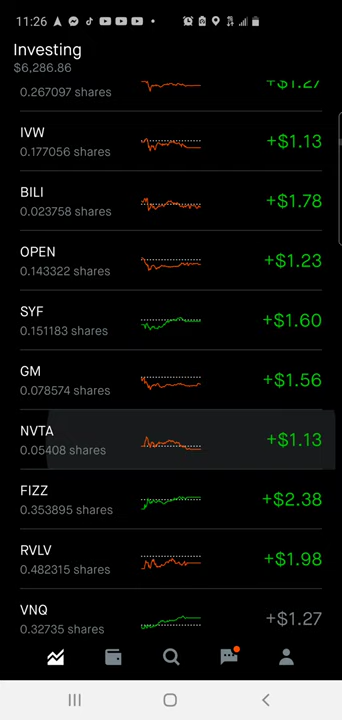 11:26
Investing
$6,286.86
+$1.27
0.267097 shares
IVW
0.177056 shares
+$1.13
BILI
0.023758 shares
+$1.78
OPEN
0.143322 shares
+$1.23
SYF
0.151183 shares
+$1.60
GM
0.078574 shares
+$1.56
NVTA
0.05408 shares
+$1.13
FIZZ
0.353895 shares
+$2.38
RVLV
0.482315 shares
+$1.98
VNQ
0.32735 shares
+$1.27